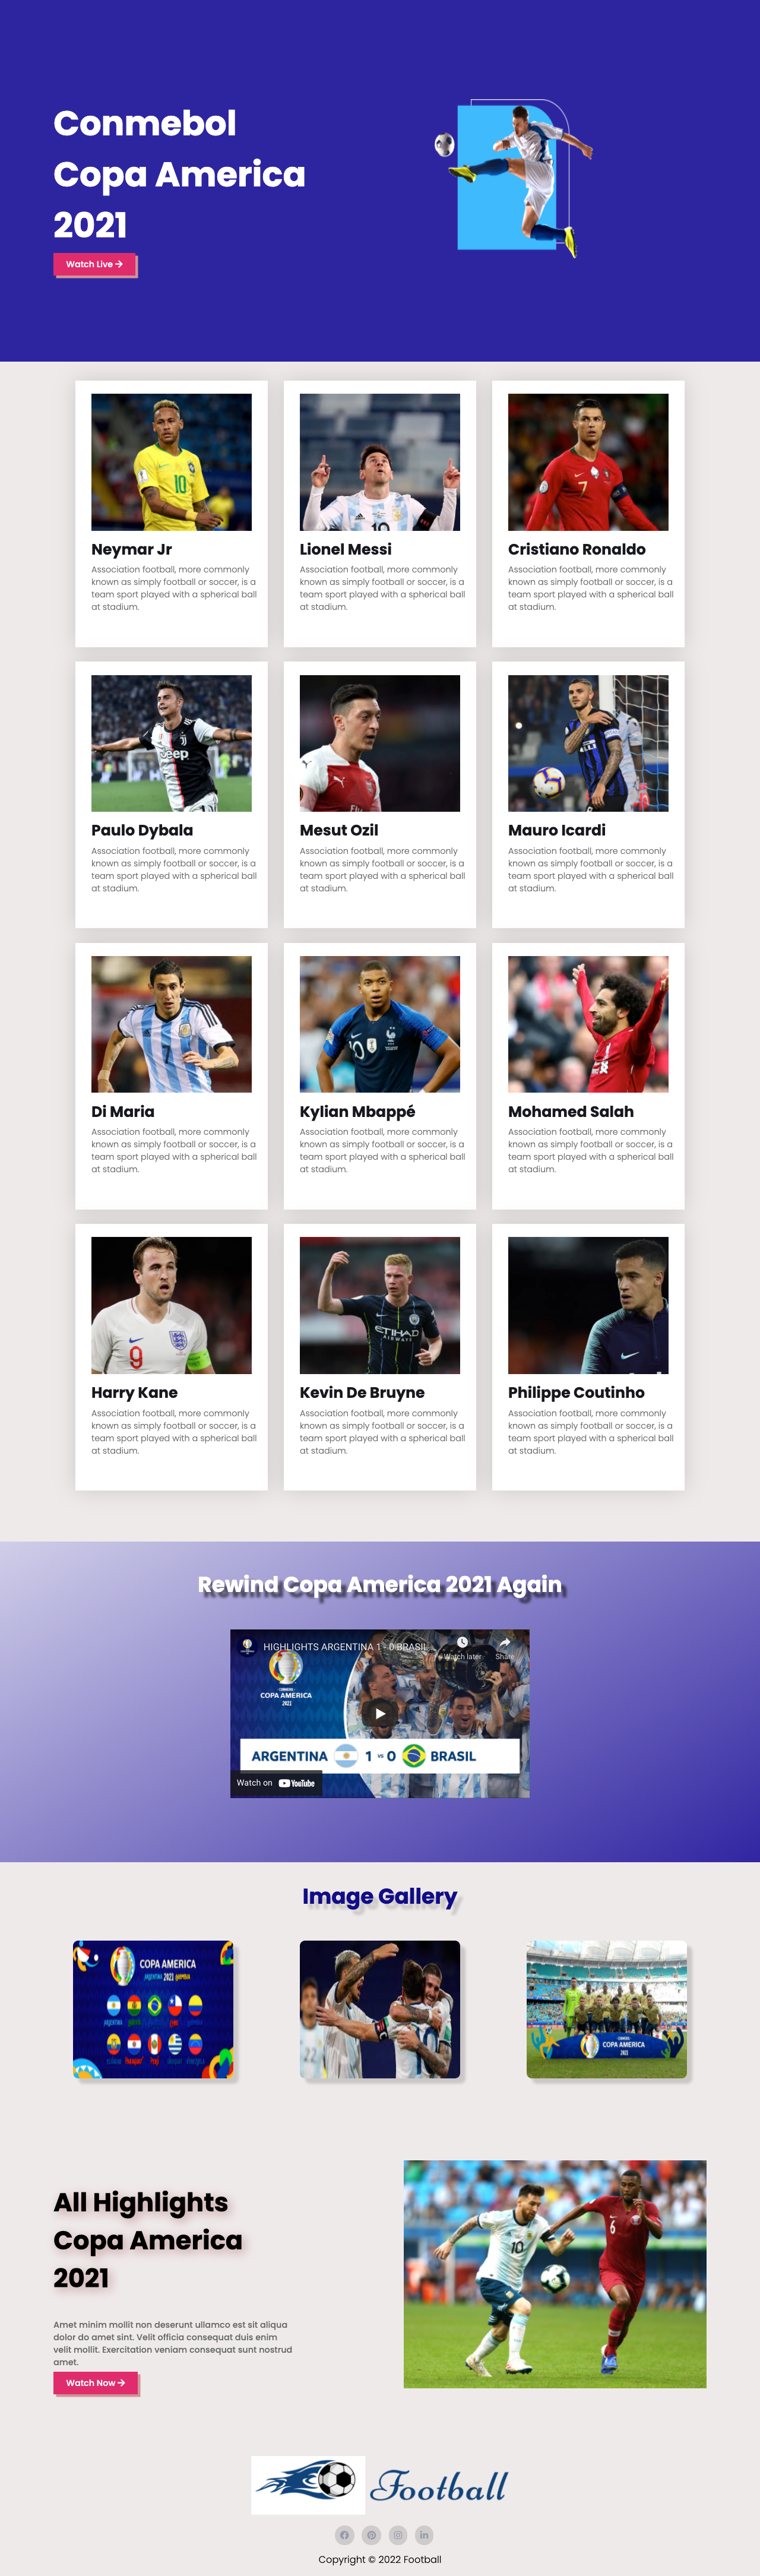 Conmebol
Copa America
2021
Watch Live
10
10
7
Neymar Jr
Lionel Messi
Cristiano Ronaldo
Association football, more commonly
known as simply football or soccer, is a
team sport played with a spherical ball
at stadium.
Association football, more commonly
known as simply football or soccer, is a
team sport played with a spherical ball
at stadium.
Association football, more commonly
known as simply football or soccer, is a
team sport played with a spherical ball
at stadium.
Jeep
Paulo Dybala
Mesut Ozil
Mauro Icardi
Association football, more commonly
known as simply football or soccer, is a
team sport played with a spherical ball
at stadium.
Association football, more commonly
known as simply football or soccer, is a
team sport played with a spherical ball
at stadium.
Association football, more commonly
known as simply football or soccer, is a
team sport played with a spherical ball
at stadium.
7
10
Di Maria
Kylian Mbappé
Mohamed Salah
Association football, more commonly
known as simply football or soccer, is a
team sport played with a spherical ball
at stadium.
Association football, more commonly
known as simply football or soccer, is a
team sport played with a spherical ball
at stadium.
Association football, more commonly
known as simply football or soccer, is a
team sport played with a spherical ball
at stadium.
9
ETIHAD
AIRWAYS
Harry Kane
Kevin De Bruyne
Philippe Coutinho
Association football, more commonly
known as simply football or soccer, is a
team sport played with a spherical ball
at stadium.
Association football, more commonly
known as simply football or soccer, is a
team sport played with a spherical ball
at stadium.
Association football, more commonly
known as simply football or soccer, is a
team sport played with a spherical ball
at stadium.
Rewind Copa America 2021 Again
HIGHLIGHTS ARGENTINA 1 - 0 BRASIL
Watch later
Share
COPA AMERICA
2021
ARGENTINA 1 VS 0 BRASIL
Watch on YouTube
Image Gallery
COPA AMERICA
2021
COPA AMERICA
2021
All Highlights
Copa America
2021
10
6
Amet minim mollit non deserunt ullamco est sit aliqua
dolor do amet sint. Velit officia consequat duis enim
velit mollit. Exercitation veniam consequat sunt nostrud
amet.
Watch Now
Football
Copyright © 2022 Football